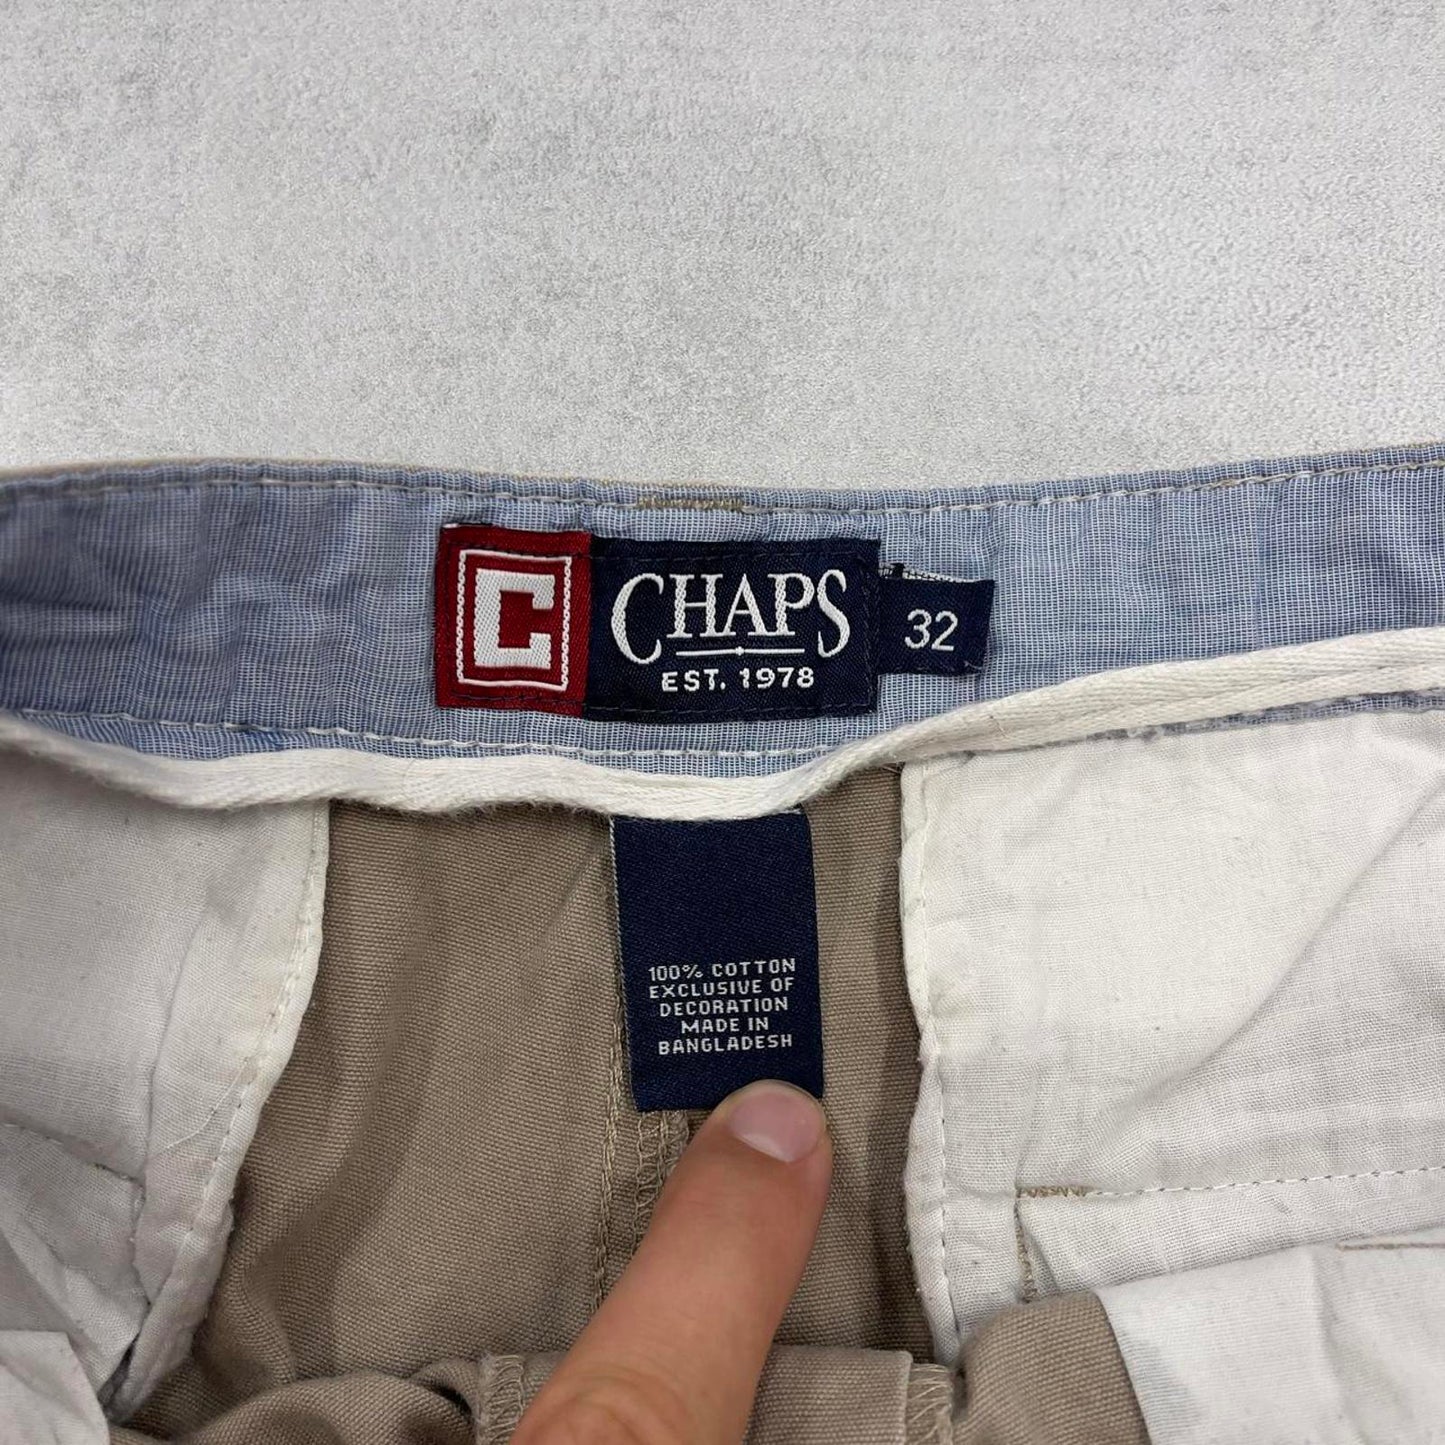 C
CHAPS
EST. 1978
32
100% COTTON
EXCLUSIVE OF
DECORATION
MADE IN
BANGLADESH